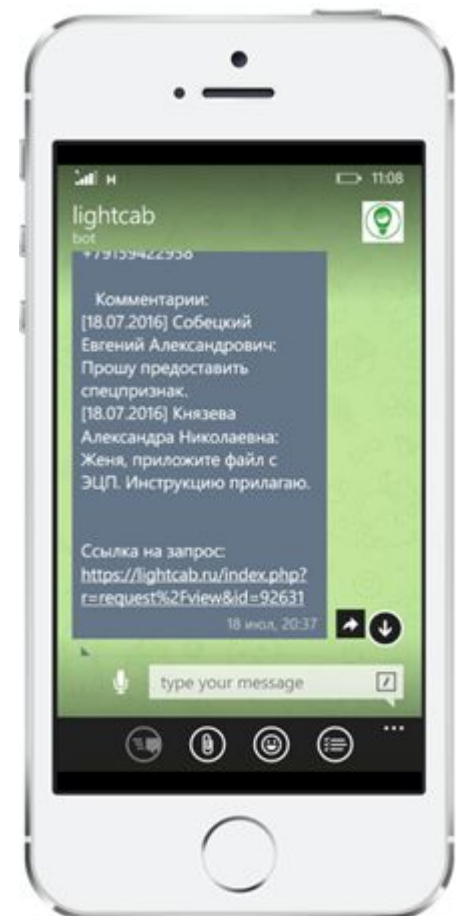 H 11:08
lightcab
bot
+79159422938
Комментарии:
[18.07.2016] Собецкий
Евгений Александрович:
Прошу предоставить
спецпризнак.
[18.07.2016] Князева
Александра Николаевна:
Женя, приложите файл с
ЭЦП. Инструкцию прилагаю.
Ссылка на запрос:
https://lightcab.ru/index.php?
r=request%2Fview&id=92631
18 июл, 20:37
type your message